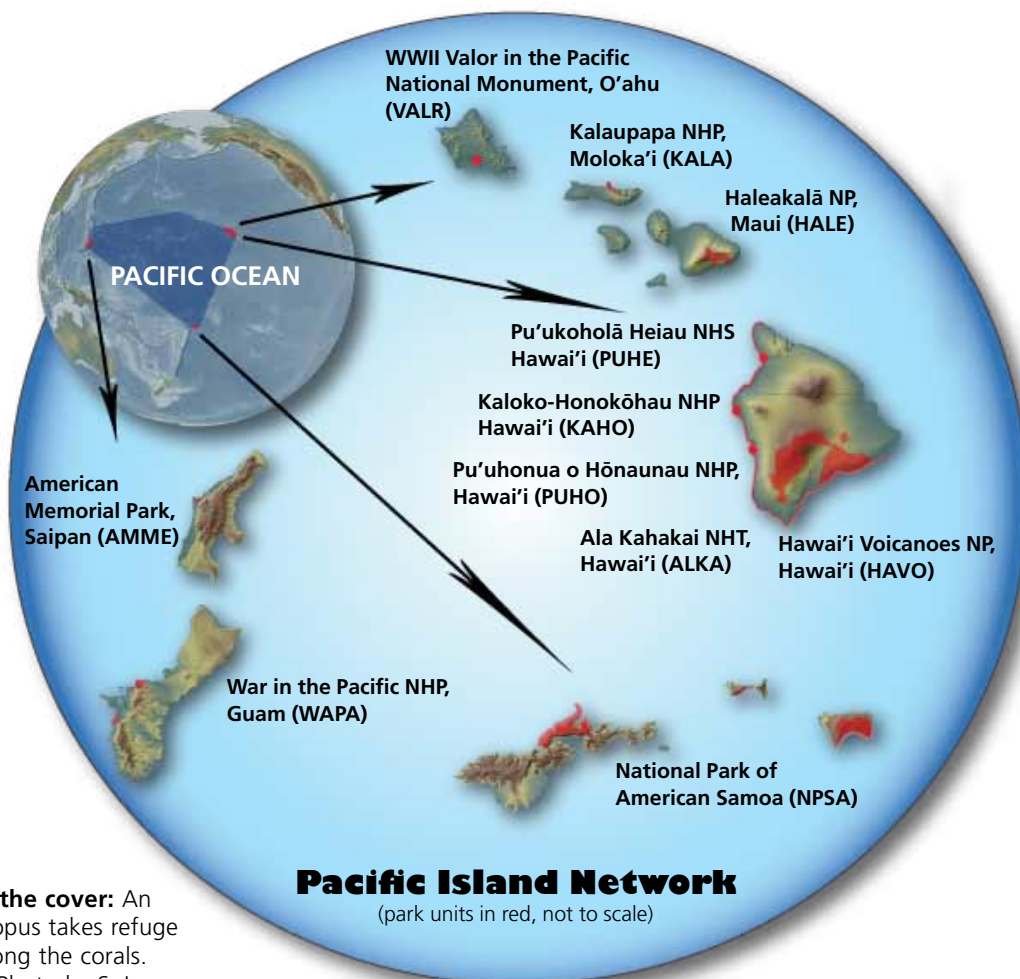 WWII Valor in the Pacific
National Monument, O'ahu
(VALR)
Kalaupapa NHP,
Moloka'i (KALA)
Haleakalā NP,
Maui (HALE)
PACIFIC OCEAN
Pu'ukoholā Heiau NHS
Hawai'i (PUHE)
Kaloko-Honokōhau NHP
Hawai'i (KAHO)
Pu'uhonua o Hōnaunau NHP,
Hawai'i (PUHO)
Ala Kahakai NHT,
Hawai'i (ALKA)
Hawai'i Voicanoes NP,
Hawai'i (HAVO)
American
Memorial Park,
Saipan (AMME)
War in the Pacific NHP,
Guam (WAPA)
National Park of
American Samoa (NPSA)
Pacific Island Network
(park units in red, not to scale)
the cover: An
opus takes refuge
ong the corals.